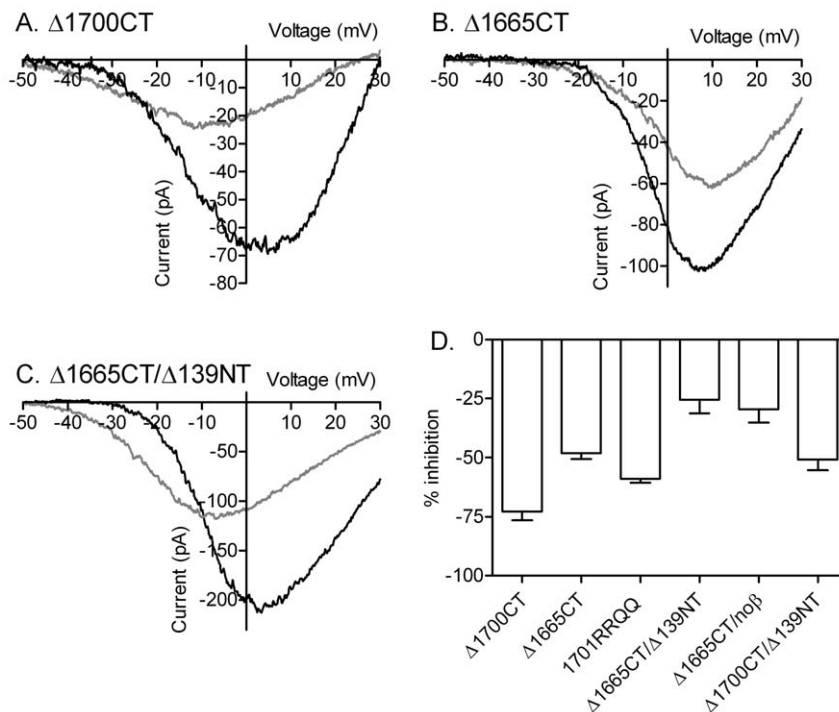 A. Δ1700CT
Voltage (mV)
-50 -40 -30 -20 -10 10 20 30
-10
-20
-30
-40
-50
-60
-70
-80
Current (pA)
B. Δ1665CT
Voltage (mV)
-50 -40 -30 -20 -10 10 20 30
-20
-40
-60
-80
-100
Current (pA)
C. Δ1665CT/Δ139NT
Voltage (mV)
-50 -40 -30 -20 -10 10 20 30
-50
-100
-150
-200
Current (pA)
D.
0
-25
-50
-75
-100
% inhibition
Δ1700CT
Δ1665CT
1701RRQQ
Δ1665CT/Δ139NT
Δ1665CT/noβ
Δ1700CT/Δ139NT